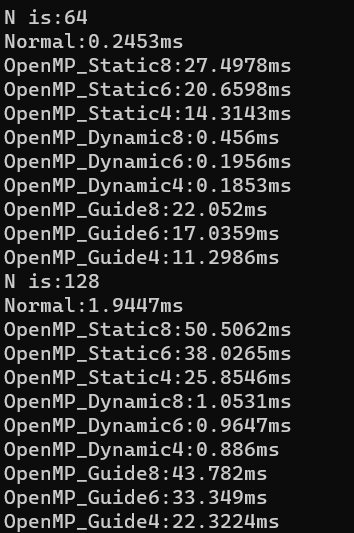 N is:64
Normal:0.2453ms
OpenMP_Static8:27.4978ms
OpenMP_Static6:20.6598ms
OpenMP_Static4:14.3143ms
OpenMP_Dynamic8:0.456ms
OpenMP_Dynamic6:0.1956ms
OpenMP_Dynamic4:0.1853ms
OpenMP_Guide8:22.052ms
OpenMP_Guide6:17.0359ms
OpenMP_Guide4:11.2986ms
N is:128
Normal:1.9447ms
OpenMP_Static8:50.5062ms
OpenMP_Static6:38.0265ms
OpenMP_Static4:25.8546ms
OpenMP_Dynamic8:1.0531ms
OpenMP_Dynamic6:0.9647ms
OpenMP_Dynamic4:0.886ms
OpenMP_Guide8:43.782ms
OpenMP_Guide6:33.349ms
OpenMP_Guide4:22.3224ms